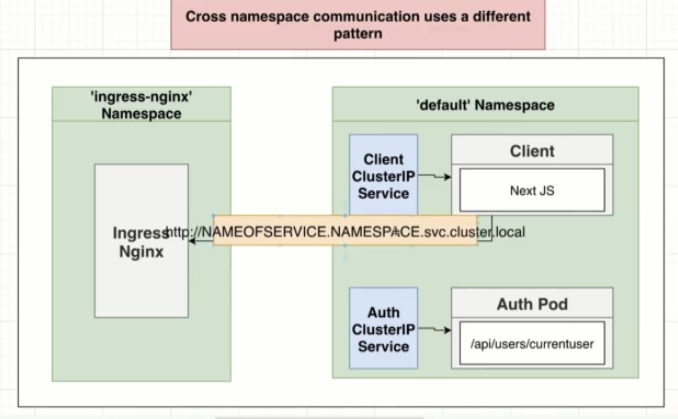 Cross namespace communication uses a different
pattern
'ingress-nginx'
Namespace
'default' Namespace
Client
ClusterIP
Service
Client
Next JS
Ingress
Nginx
http://NAMEOFSERVICE.NAMESPACE.svc.cluster.local
Auth
ClusterIP
Service
Auth Pod
/api/users/currentuser